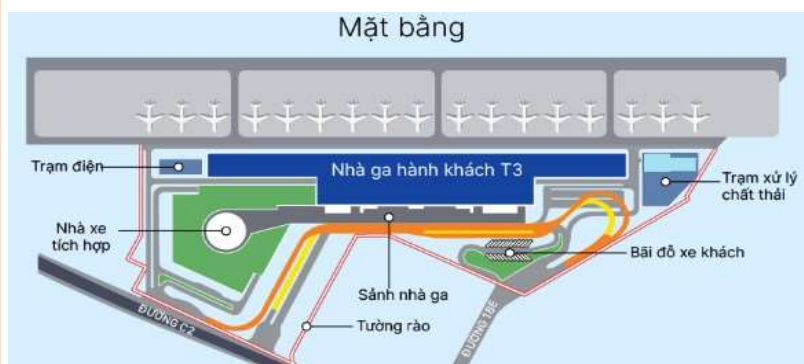 Mặt bằng
Trạm điện
Nhà ga hành khách T3
Trạm xử lý
chất thải
Nhà xe
tích hợp
Bãi đỗ xe khách
Sảnh nhà ga
Tường rào
ĐƯỜNG C2
ĐƯỜNG 18E